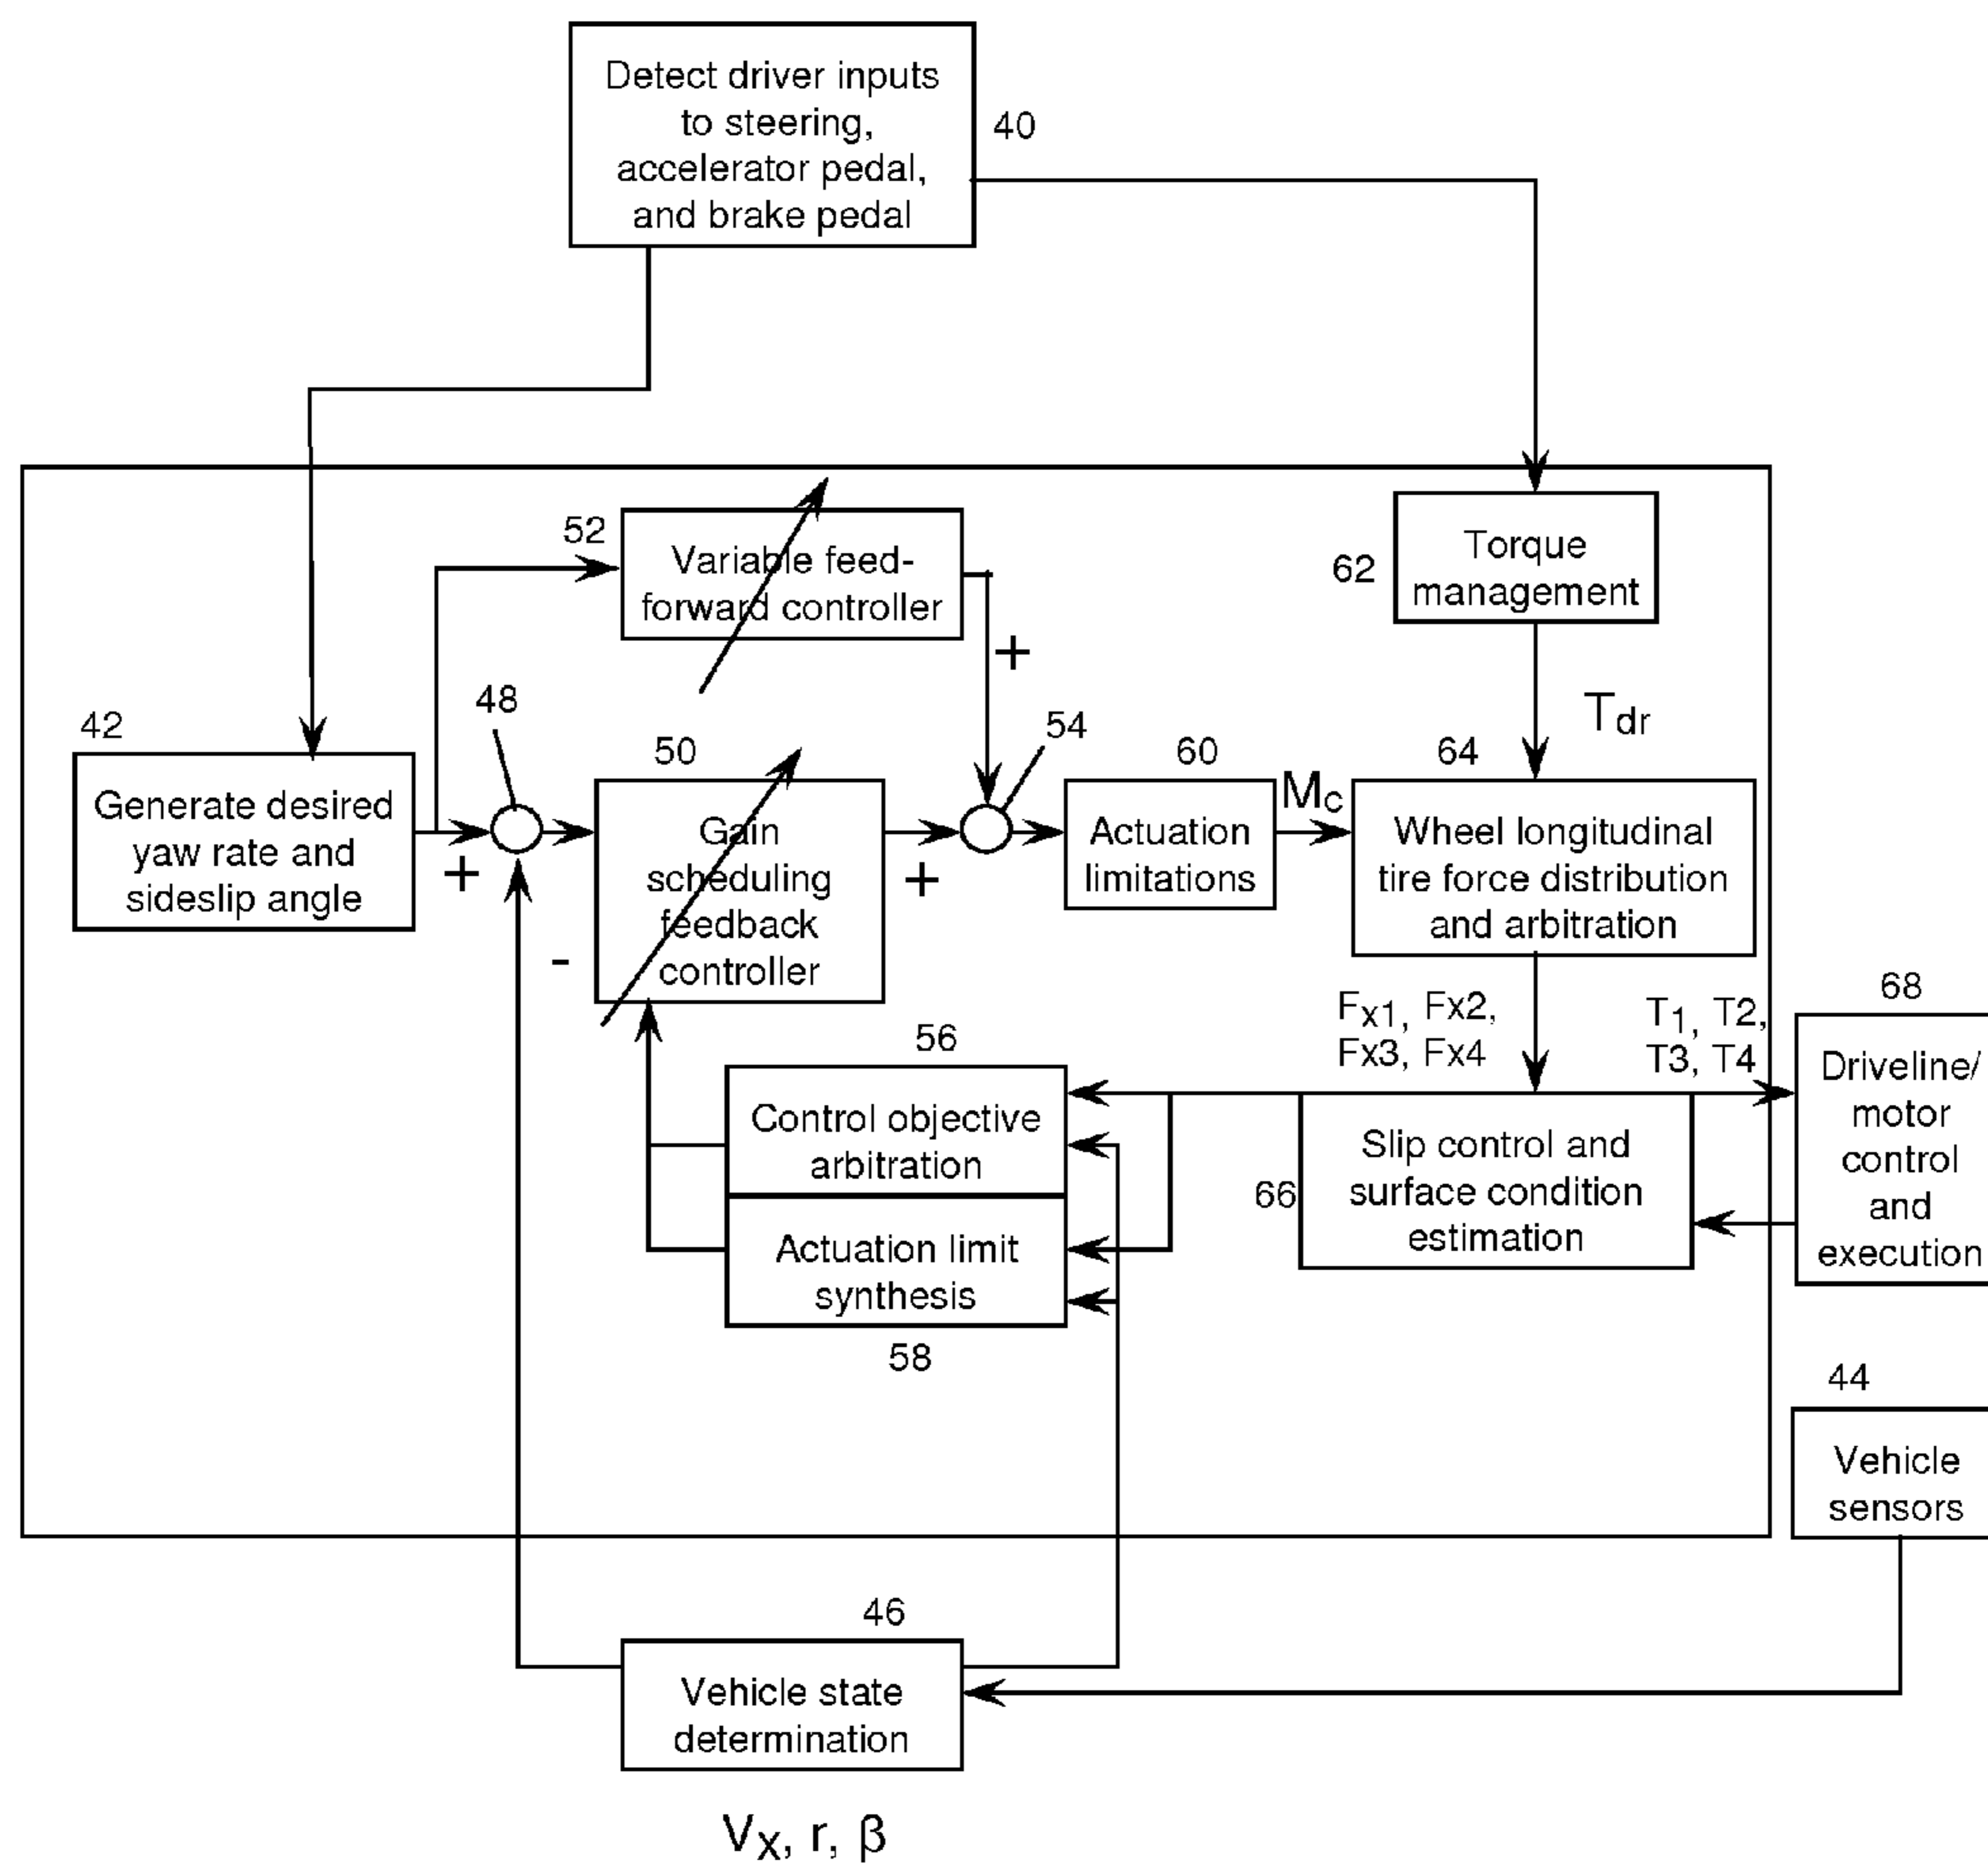 Detect driver inputs
to steering,
accelerator pedal,
and brake pedal
40
52
Variable feed-
forward controller
62
Torque
management
+
48
54
42
50
60
64
Tdr
Generate desired
yaw rate and
sideslip angle
+
-
Gain
scheduling
feedback
controller
+
Actuation
limitations
Mc
Wheel longitudinal
tire force distribution
and arbitration
Fx1, Fx2,
Fx3, Fx4
T1, T2,
T3, T4
68
Driveline/
motor
control
and
execution
56
Control objective
arbitration
Actuation limit
synthesis
58
66
Slip control and
surface condition
estimation
44
Vehicle
sensors
46
Vehicle state
determination
Vx, r, β